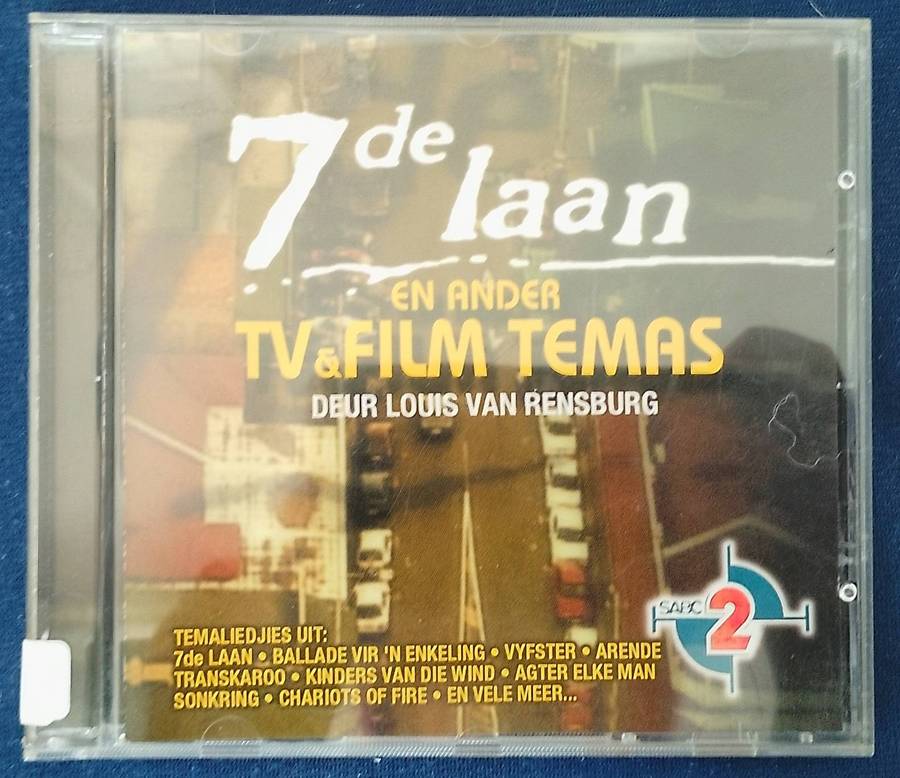 7de laan
EN ANDER
TV & FILM TEMAS
DEUR LOUIS VAN RENSBURG
TEMALIEDJIES UIT:
7de LAAN • BALLADE VIR 'N ENKELING • VYFSTER • ARENDE
TRANSKAROO • KINDERS VAN DIE WIND • AGTER ELKE MAN
SONKRING • CHARIOTS OF FIRE • EN VELE MEER...
SABC 2